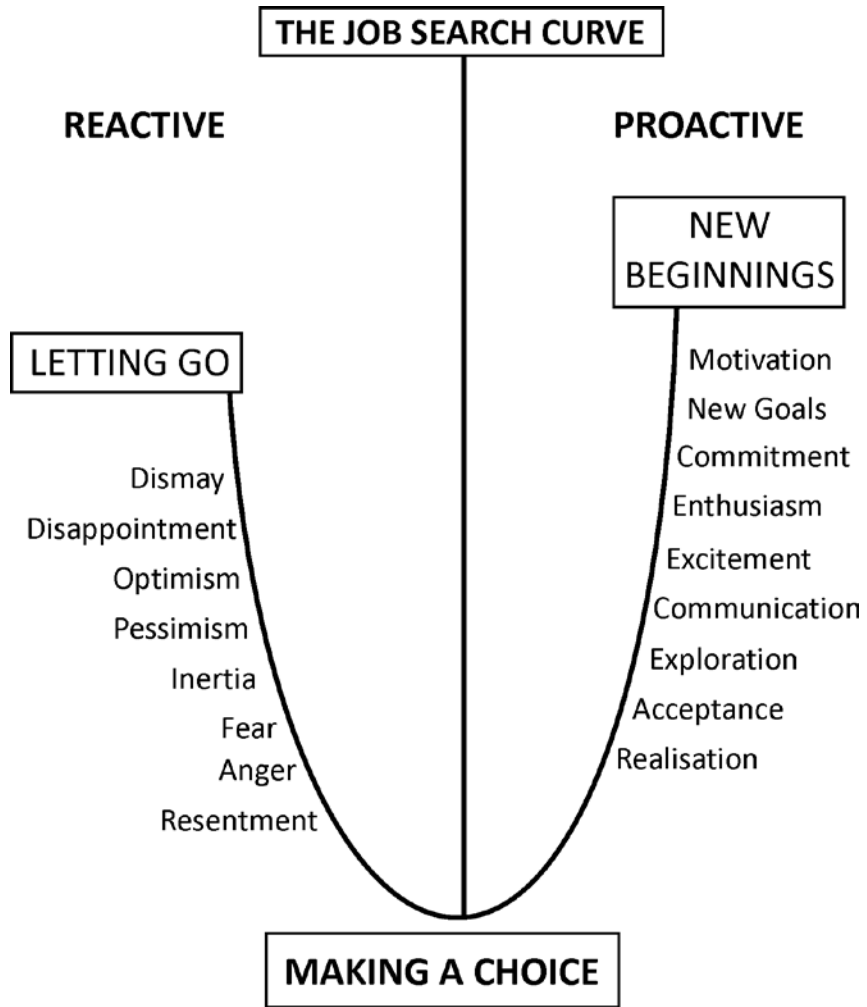 THE JOB SEARCH CURVE
REACTIVE
PROACTIVE
NEW
BEGINNINGS
LETTING GO
Dismay
Disappointment
Optimism
Pessimism
Inertia
Fear
Anger
Resentment
Motivation
New Goals
Commitment
Enthusiasm
Excitement
Communication
Exploration
Acceptance
Realisation
MAKING A CHOICE